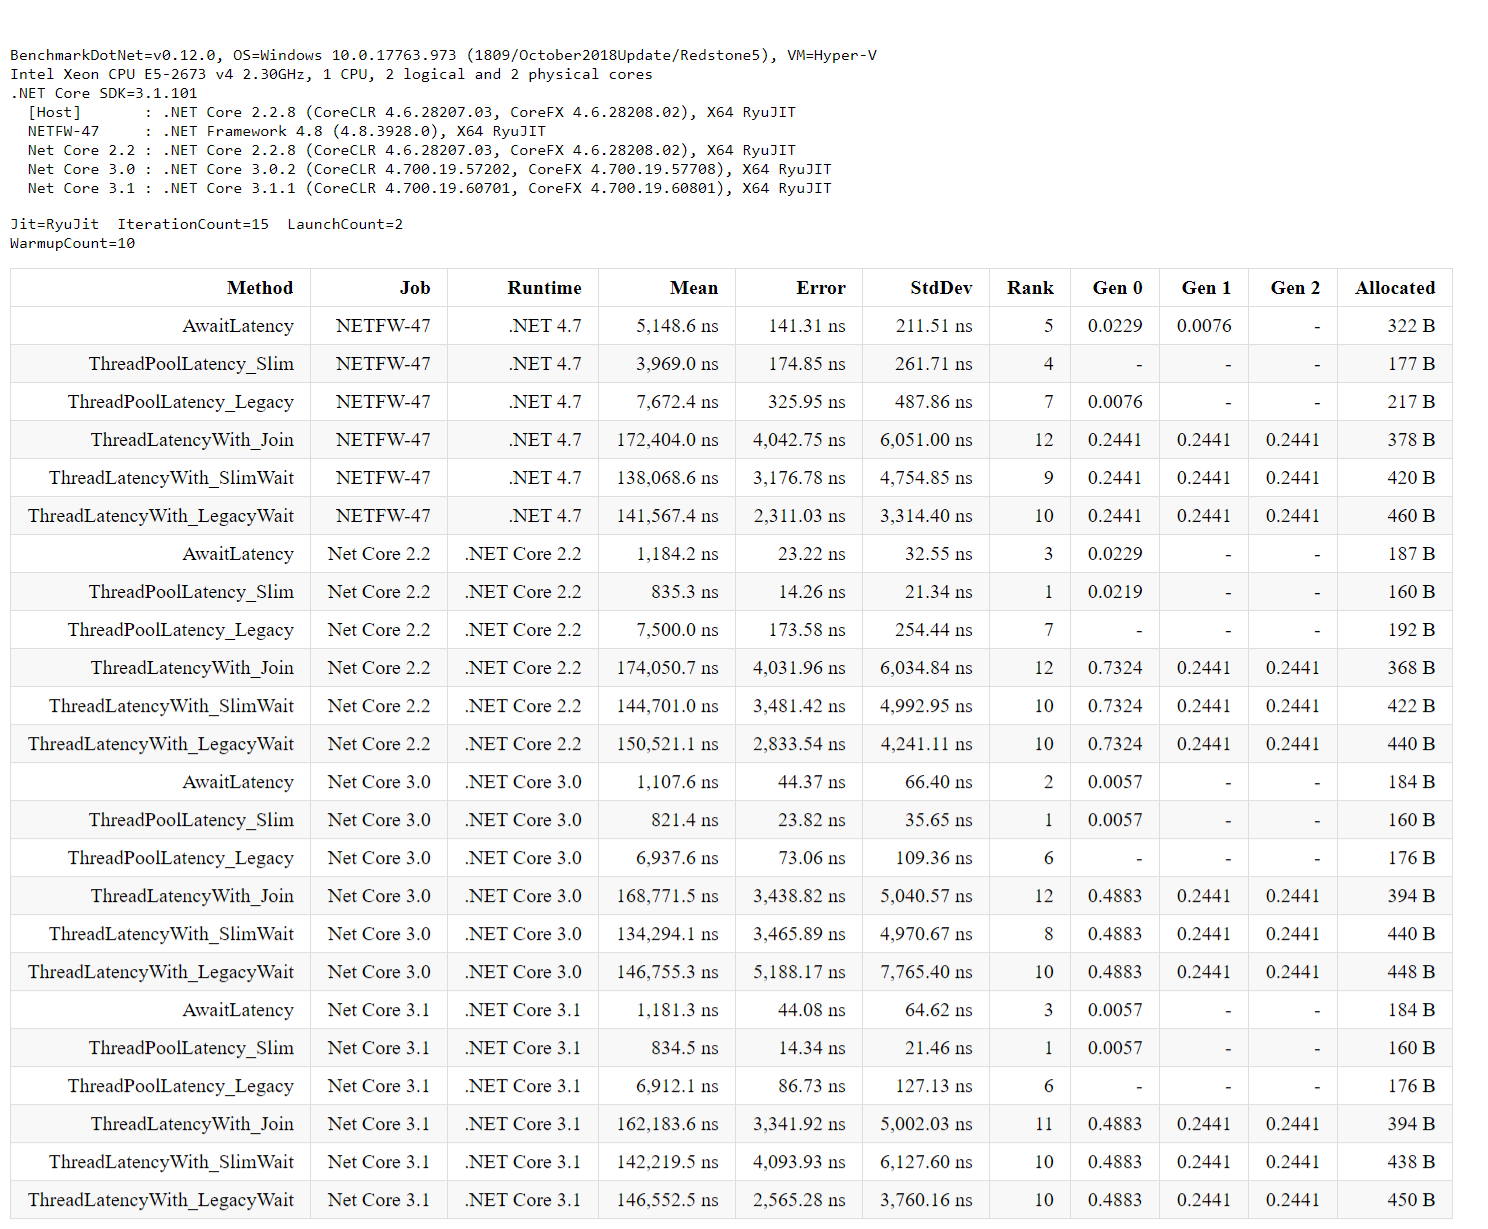 BenchmarkDotNet=v0.12.0, OS=Windows 10.0.17763.973 (1809/October2018Update/Redstone5), VM=Hyper-V
Intel Xeon CPU E5-2673 v4 2.30GHz, 1 CPU, 2 logical and 2 physical cores
.NET Core SDK=3.1.101
[Host] : .NET Core 2.2.8 (CoreCLR 4.6.28207.03, CoreFX 4.6.28208.02), X64 RyuJIT
NETFW-47 : .NET Framework 4.8 (4.8.3928.0), X64 RyuJIT
Net Core 2.2 : .NET Core 2.2.8 (CoreCLR 4.6.28207.03, CoreFX 4.6.28208.02), X64 RyuJIT
Net Core 3.0 : .NET Core 3.0.2 (CoreCLR 4.700.19.57202, CoreFX 4.700.19.57708), X64 RyuJIT
Net Core 3.1 : .NET Core 3.1.1 (CoreCLR 4.700.19.60701, CoreFX 4.700.19.60801), X64 RyuJIT
Jit=RyuJit IterationCount=15 LaunchCount=2
WarmupCount=10
Method Job Runtime Mean Error StdDev Rank Gen 0 Gen 1 Gen 2 Allocated
AwaitLatency NETFW-47 .NET 4.7 5,148.6 ns 141.31 ns 211.51 ns 5 0.0229 0.0076 - 322 B
ThreadPoolLatency_Slim NETFW-47 .NET 4.7 3,969.0 ns 174.85 ns 261.71 ns 4 - - - 177 B
ThreadPoolLatency_Legacy NETFW-47 .NET 4.7 7,672.4 ns 325.95 ns 487.86 ns 7 0.0076 - - 217 B
ThreadLatencyWith_Join NETFW-47 .NET 4.7 172,404.0 ns 4,042.75 ns 6,051.00 ns 12 0.2441 0.2441 0.2441 378 B
ThreadLatencyWith_SlimWait NETFW-47 .NET 4.7 138,068.6 ns 3,176.78 ns 4,754.85 ns 9 0.2441 0.2441 0.2441 420 B
ThreadLatencyWith_LegacyWait NETFW-47 .NET 4.7 141,567.4 ns 2,311.03 ns 3,314.40 ns 10 0.2441 0.2441 0.2441 460 B
AwaitLatency Net Core 2.2 .NET Core 2.2 1,184.2 ns 23.22 ns 32.55 ns 3 0.0229 - - 187 B
ThreadPoolLatency_Slim Net Core 2.2 .NET Core 2.2 835.3 ns 14.26 ns 21.34 ns 1 0.0219 - - 160 B
ThreadPoolLatency_Legacy Net Core 2.2 .NET Core 2.2 7,500.0 ns 173.58 ns 254.44 ns 7 - - - 192 B
ThreadLatencyWith_Join Net Core 2.2 .NET Core 2.2 174,050.7 ns 4,031.96 ns 6,034.84 ns 12 0.7324 0.2441 0.2441 368 B
ThreadLatencyWith_SlimWait Net Core 2.2 .NET Core 2.2 144,701.0 ns 3,481.42 ns 4,992.95 ns 10 0.7324 0.2441 0.2441 422 B
ThreadLatencyWith_LegacyWait Net Core 2.2 .NET Core 2.2 150,521.1 ns 2,833.54 ns 4,241.11 ns 10 0.7324 0.2441 0.2441 440 B
AwaitLatency Net Core 3.0 .NET Core 3.0 1,107.6 ns 44.37 ns 66.40 ns 2 0.0057 - - 184 B
ThreadPoolLatency_Slim Net Core 3.0 .NET Core 3.0 821.4 ns 23.82 ns 35.65 ns 1 0.0057 - - 160 B
ThreadPoolLatency_Legacy Net Core 3.0 .NET Core 3.0 6,937.6 ns 73.06 ns 109.36 ns 6 - - - 176 B
ThreadLatencyWith_Join Net Core 3.0 .NET Core 3.0 168,771.5 ns 3,438.82 ns 5,040.57 ns 12 0.4883 0.2441 0.2441 394 B
ThreadLatencyWith_SlimWait Net Core 3.0 .NET Core 3.0 134,294.1 ns 3,465.89 ns 4,970.67 ns 8 0.4883 0.2441 0.2441 440 B
ThreadLatencyWith_LegacyWait Net Core 3.0 .NET Core 3.0 146,755.3 ns 5,188.17 ns 7,765.40 ns 10 0.4883 0.2441 0.2441 448 B
AwaitLatency Net Core 3.1 .NET Core 3.1 1,181.3 ns 44.08 ns 64.62 ns 3 0.0057 - - 184 B
ThreadPoolLatency_Slim Net Core 3.1 .NET Core 3.1 834.5 ns 14.34 ns 21.46 ns 1 0.0057 - - 160 B
ThreadPoolLatency_Legacy Net Core 3.1 .NET Core 3.1 6,912.1 ns 86.73 ns 127.13 ns 6 - - - 176 B
ThreadLatencyWith_Join Net Core 3.1 .NET Core 3.1 162,183.6 ns 3,341.92 ns 5,002.03 ns 11 0.4883 0.2441 0.2441 394 B
ThreadLatencyWith_SlimWait Net Core 3.1 .NET Core 3.1 142,219.5 ns 4,093.93 ns 6,127.60 ns 10 0.4883 0.2441 0.2441 438 B
ThreadLatencyWith_LegacyWait Net Core 3.1 .NET Core 3.1 146,552.5 ns 2,565.28 ns 3,760.16 ns 10 0.4883 0.2441 0.2441 450 B